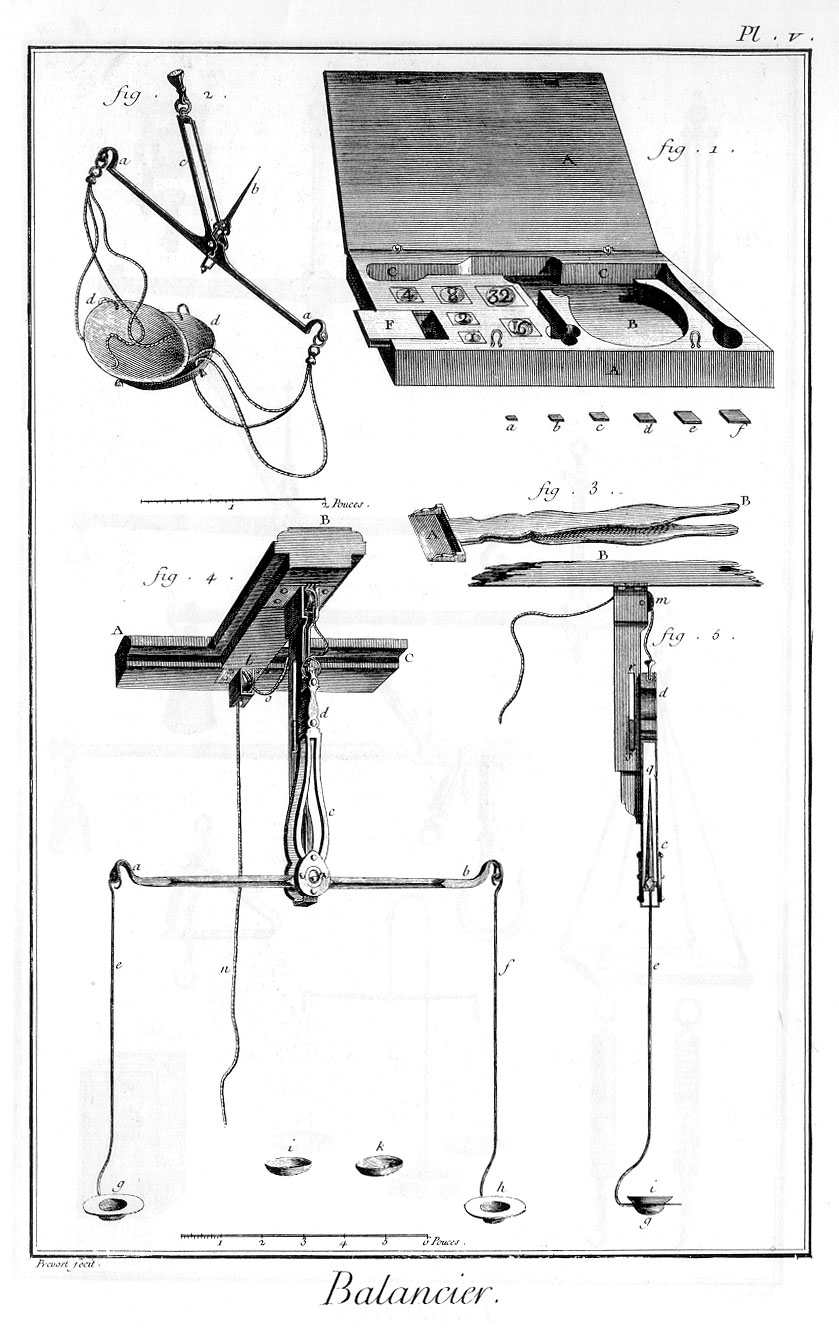 Pl . v .
fig . 2 .
fig . 1 .
a
c
b
A
C
C
d
d
a
4
8
32
F
2
16
1
B
A
a b c d e f
1 2 Pouces .
fig . 3 .
A
B
B
fig . 4 .
B
A
C
l
o
d
c
a
b
e
n
f
g
h
i
k
fig . 5 .
B
m
r
d
q
c
e
i
g
1 2 3 4 5 6 Pouces .
Prevost fecit .
Balancier .